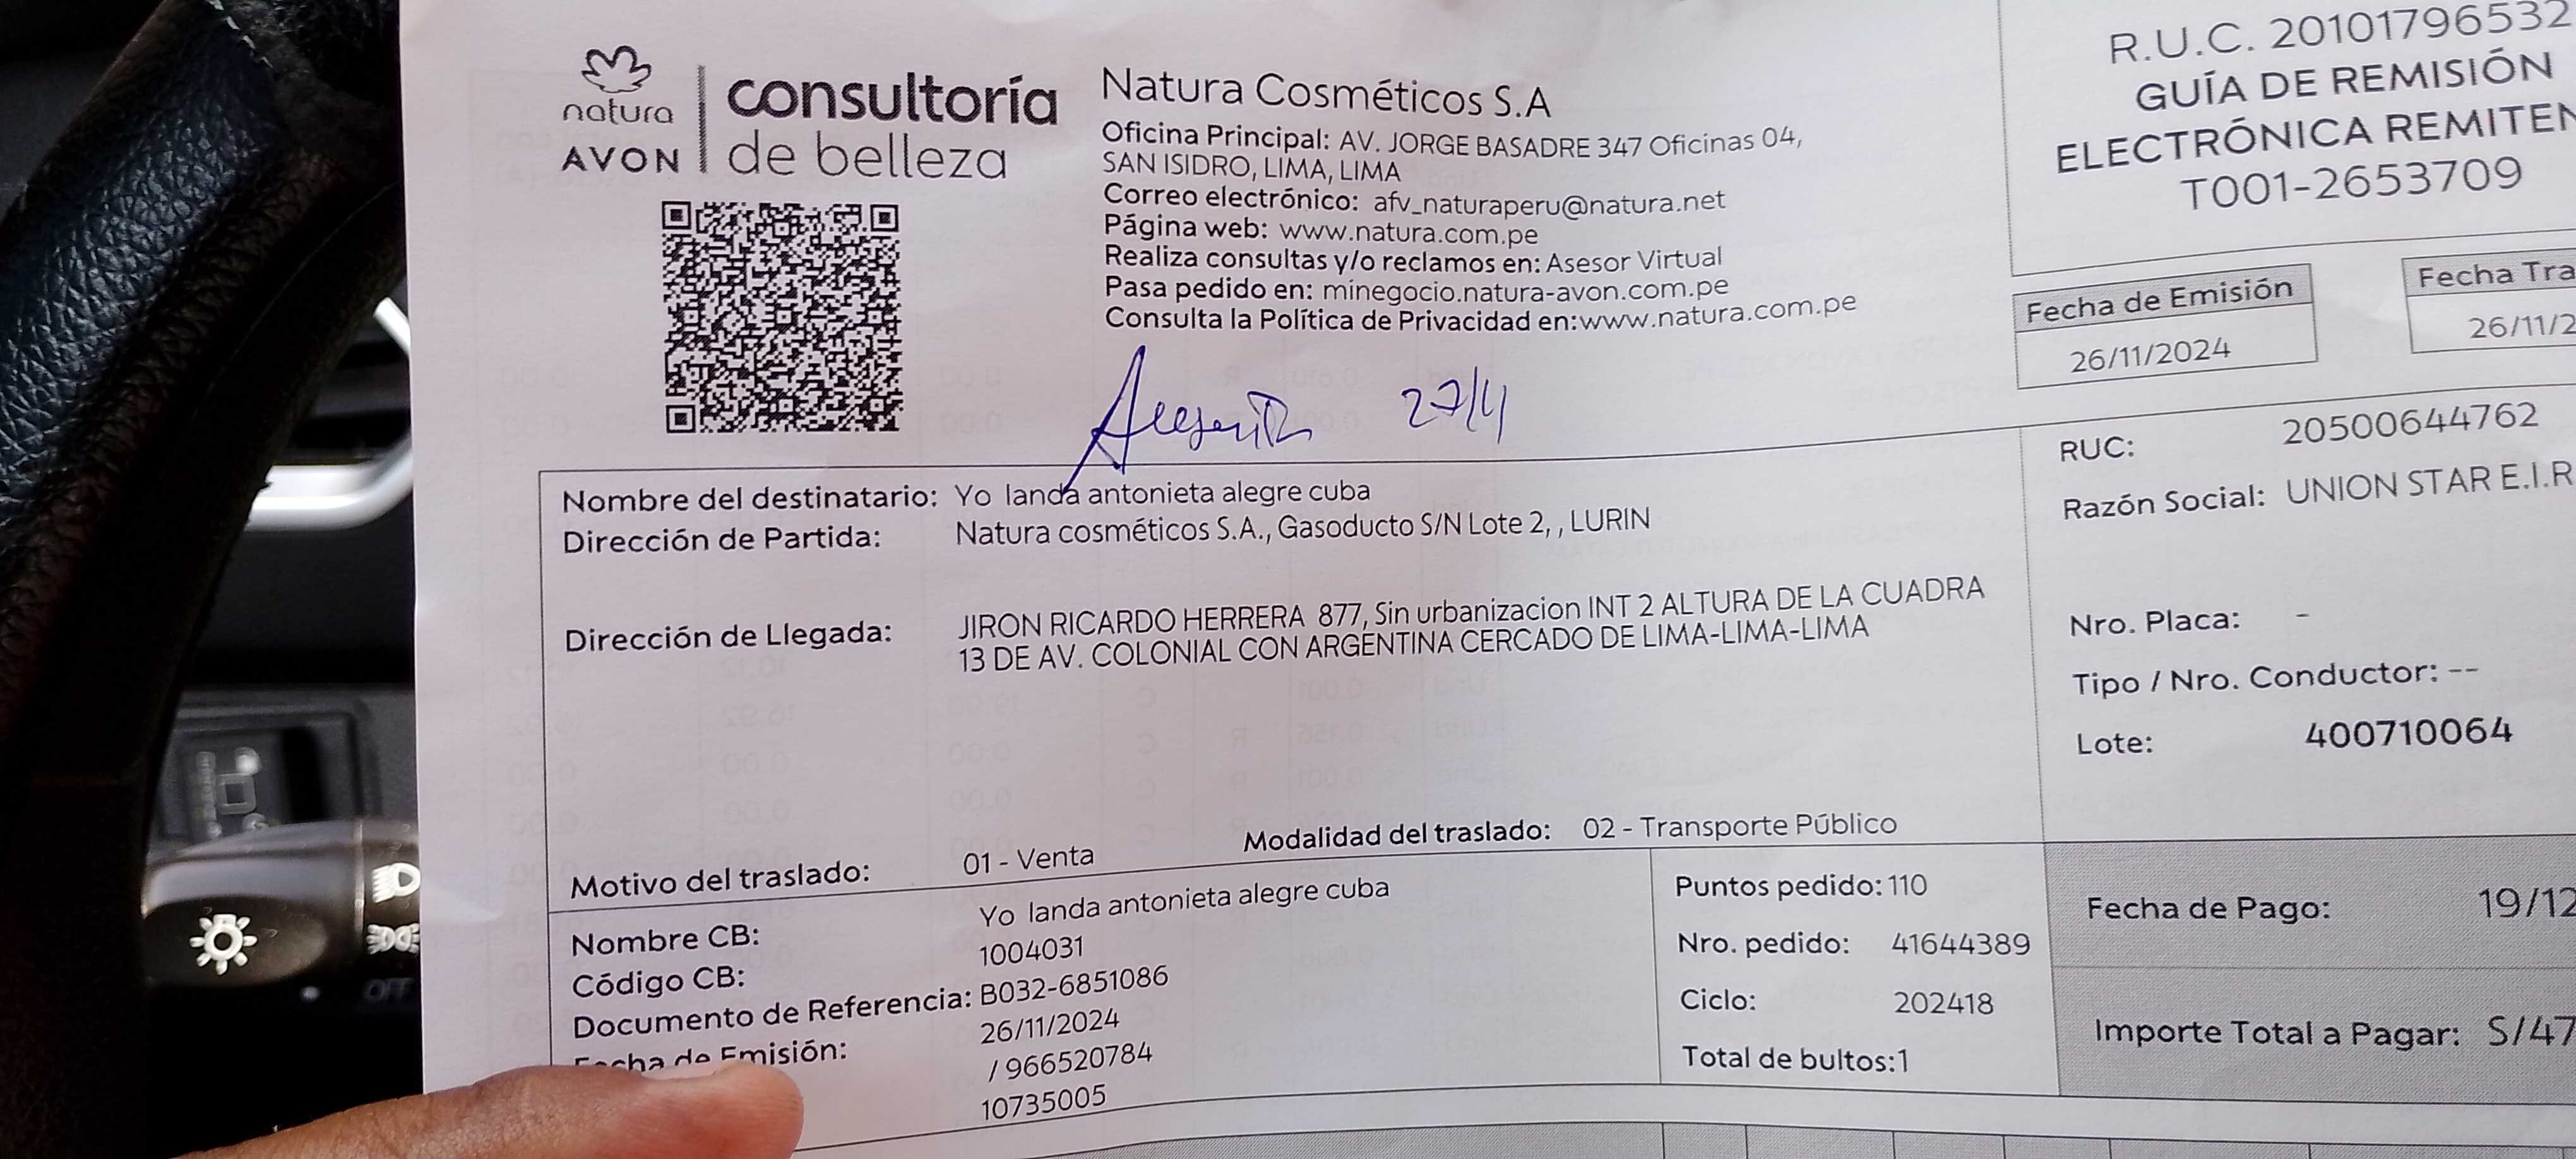 natura
AVON
consultoría
de belleza
Natura Cosméticos S.A
Oficina Principal: AV. JORGE BASADRE 347 Oficinas 04,
SAN ISIDRO, LIMA, LIMA
Correo electrónico: afv_naturaperu@natura.net
Página web: www.natura.com.pe
Realiza consultas y/o reclamos en: Asesor Virtual
Pasa pedido en: minegocio.natura-avon.com.pe
Consulta la Política de Privacidad en:www.natura.com.pe
R.U.C. 20101796532
GUÍA DE REMISIÓN
ELECTRÓNICA REMITEN
T001-2653709
Fecha de Emisión
26/11/2024
Fecha Tra
26/11/2
27/11
Nombre del destinatario: Yo landa antonieta alegre cuba
Dirección de Partida: Natura cosméticos S.A., Gasoducto S/N Lote 2, , LURIN
Dirección de Llegada: JIRON RICARDO HERRERA 877, Sin urbanizacion INT 2 ALTURA DE LA CUADRA
13 DE AV. COLONIAL CON ARGENTINA CERCADO DE LIMA-LIMA-LIMA
Motivo del traslado: 01 - Venta Modalidad del traslado: 02 - Transporte Público
RUC: 20500644762
Razón Social: UNION STAR E.I.R
Nro. Placa: -
Tipo / Nro. Conductor: --
Lote: 400710064
Nombre CB: Yo landa antonieta alegre cuba
Código CB: 1004031
Documento de Referencia: B032-6851086
Fecha de Emisión: 26/11/2024
/ 966520784
10735005
Puntos pedido: 110
Nro. pedido: 41644389
Ciclo: 202418
Total de bultos:1
Fecha de Pago: 19/12
Importe Total a Pagar: S/47
OFF